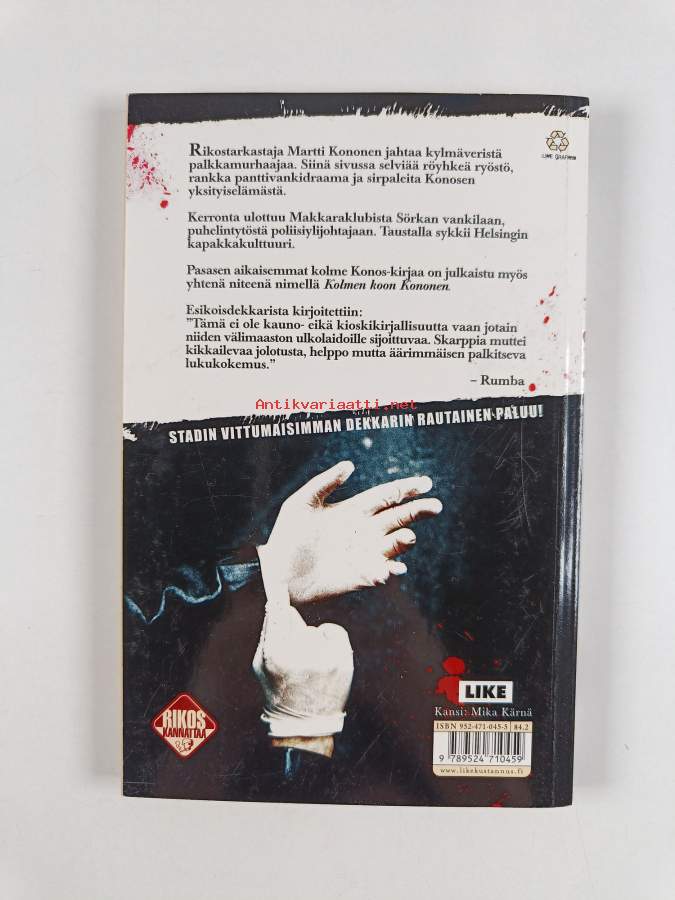 Rikostarkastaja Martti Kononen jahtaa kylmäveristä
palkkamurhaajaa. Siinä sivussa selviää röyhkeä ryöstö,
rankka panttivankidraama ja sirpaleita Konosen
yksityiselämästä.
Kerronta ulottuu Makkaraklubista Sörkan vankilaan,
puhelintytöstä poliisiylijohtajaan. Taustalla sykkii Helsingin
kapakkakulttuuri.
Pasasen aikaisemmat kolme Konos-kirjaa on julkaistu myös
yhtenä niteenä nimellä Kolmen koon Kononen.
Esikoisdekkarista kirjoitettiin:
”Tämä ei ole kauno- eikä kioskikirjallisuutta vaan jotain
niiden välimaaston ulkolaidoille sijoittuvaa. Skarppia muttei
kikkailevaa jolotusta, helppo mutta äärimmäisen palkitseva
lukukokemus.”
– Rumba
Antikvariaatti.net
STADIN VITTUMAISIMMAN DEKKARIN RAUTAINEN PALUU!
LIKE
Kansi: Mika Kärnä
RIKOS
KANNATTAA
ISBN 952-471-045-5 84.2
9 789524 710459
www.likekustannus.fi